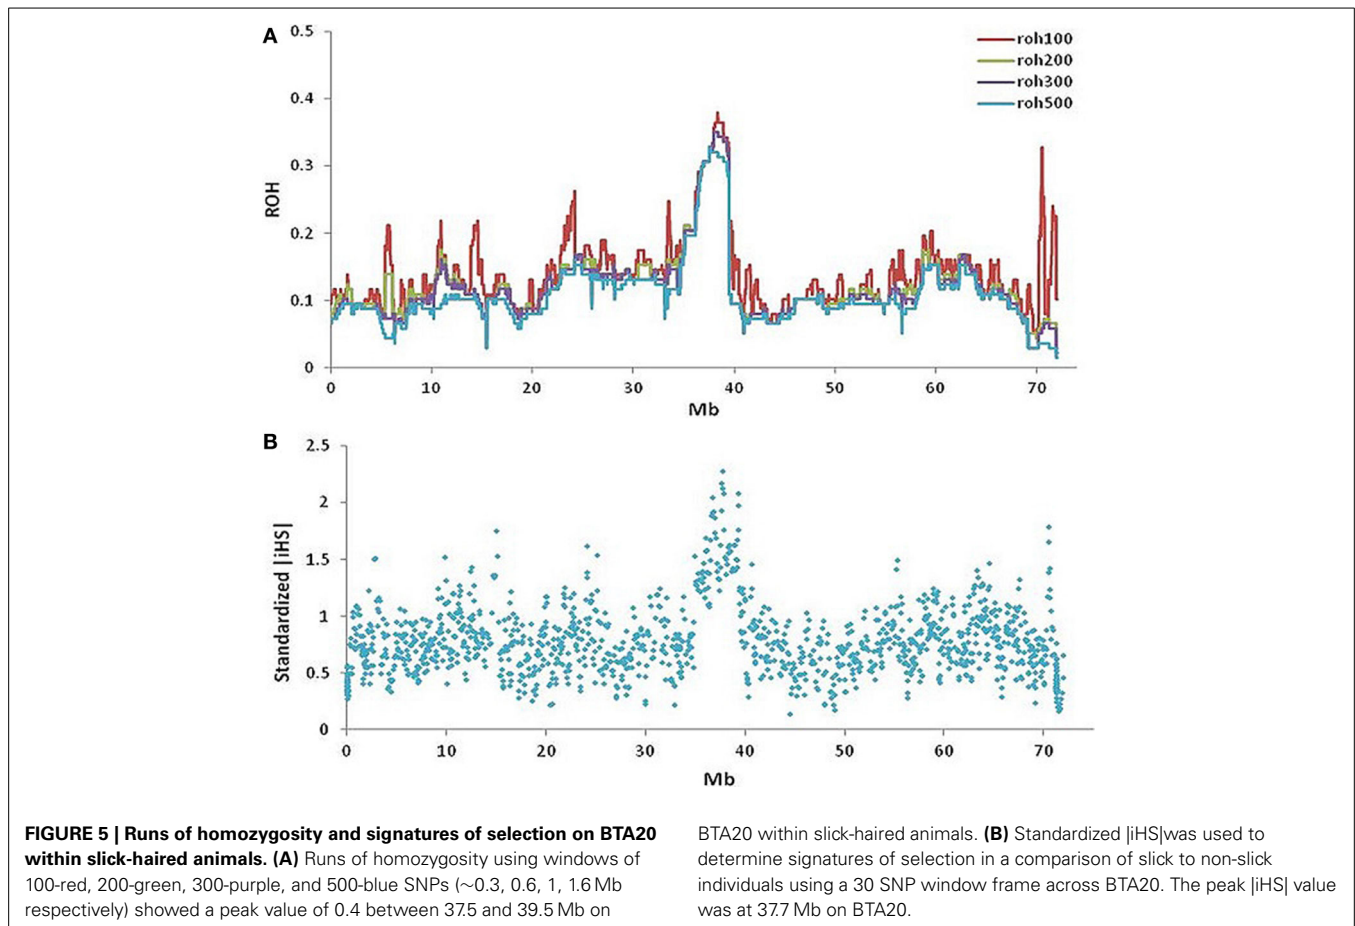 A
0.5
0.4
0.3
0.2
0.1
0
ROH
roh100
roh200
roh300
roh500
0 10 20 30 40 50 60 70
Mb
B
2.5
2
1.5
1
0.5
0
Standardized |iHS|
0 10 20 30 40 50 60 70
Mb
FIGURE 5 | Runs of homozygosity and signatures of selection on BTA20
within slick-haired animals. (A) Runs of homozygosity using windows of
100-red, 200-green, 300-purple, and 500-blue SNPs (∼0.3, 0.6, 1, 1.6 Mb
respectively) showed a peak value of 0.4 between 37.5 and 39.5 Mb on
BTA20 within slick-haired animals. (B) Standardized |iHS|was used to
determine signatures of selection in a comparison of slick to non-slick
individuals using a 30 SNP window frame across BTA20. The peak |iHS| value
was at 37.7 Mb on BTA20.